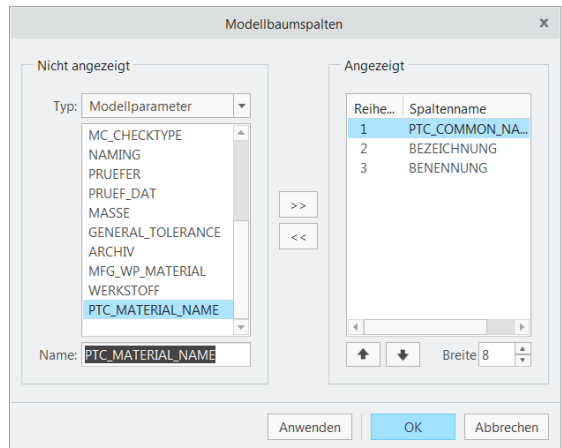 Modellbaumspalten
Nicht angezeigt
Typ: Modellparameter
MC_CHECKTYPE
NAMING
PRUEFER
PRUEF_DAT
MASSE
GENERAL_TOLERANCE
ARCHIV
MFG_WP_MATERIAL
WERKSTOFF
PTC_MATERIAL_NAME
Name: PTC_MATERIAL_NAME
>>
<<
Angezeigt
Reihe... Spaltenname
1 PTC_COMMON_NA...
2 BEZEICHNUNG
3 BENENNUNG
Breite 8
Anwenden OK Abbrechen